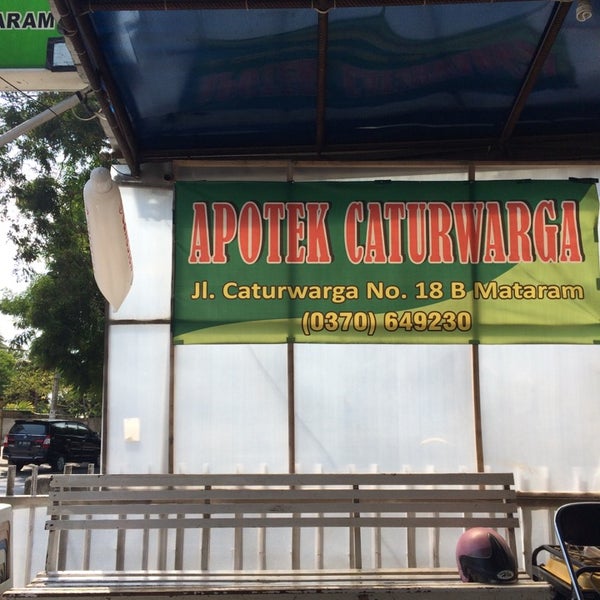 ARAM
APOTEK CATURWARGA
Jl. Caturwarga No. 18 B Mataram
(0370) 649230